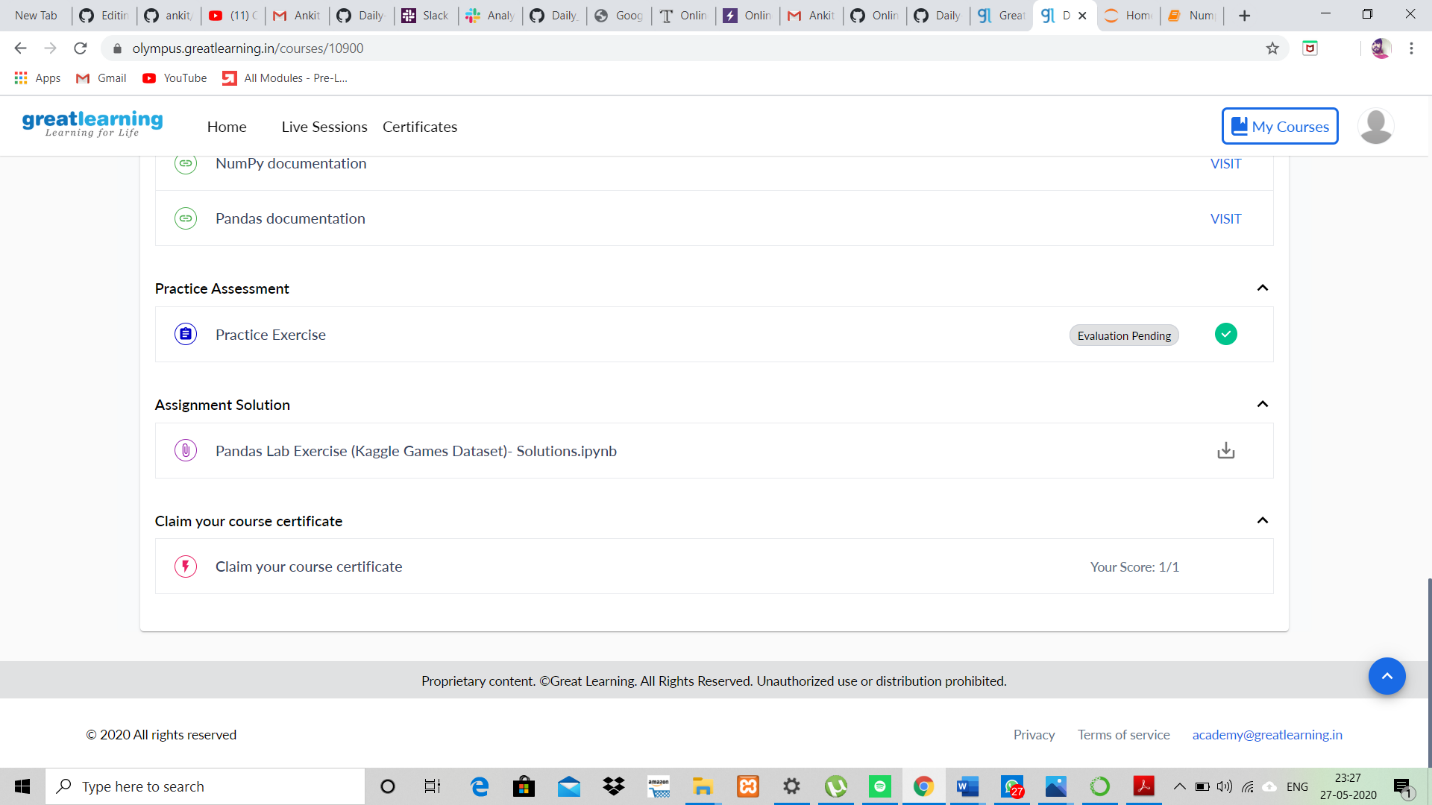 New Tab
Editin
ankit
(11) C
Ankit
Daily
Slack
Analy
Daily_
Goog
Onlin
Onlin
Ankit
Onlin
Daily
Great
D
Home
Nump
olympus.greatlearning.in/courses/10900
Apps Gmail YouTube All Modules - Pre-L...
greatlearning
Learning for Life
Home Live Sessions Certificates
My Courses
NumPy documentation VISIT
Pandas documentation VISIT
Practice Assessment
Practice Exercise Evaluation Pending
Assignment Solution
Pandas Lab Exercise (Kaggle Games Dataset)- Solutions.ipynb
Claim your course certificate
Claim your course certificate Your Score: 1/1
Proprietary content. ©Great Learning. All Rights Reserved. Unauthorized use or distribution prohibited.
© 2020 All rights reserved Privacy Terms of service academy@greatlearning.in
Type here to search
amazon
27
ENG
23:27
27-05-2020
1